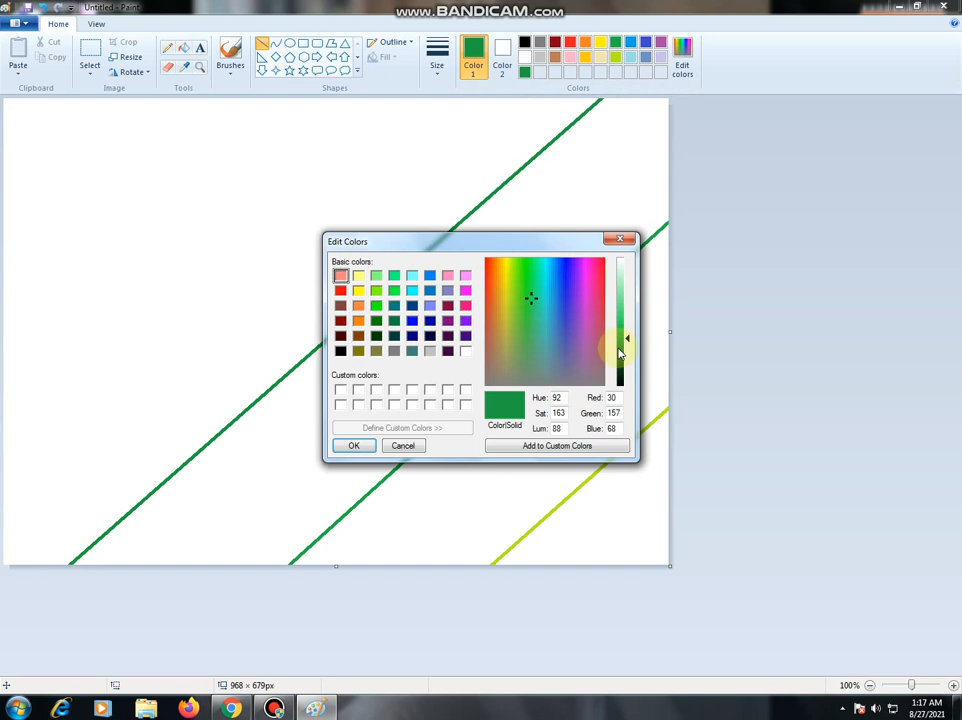 Untitled - Paint
www.BANDICAM.com
Home View
Paste
Cut
Copy
Clipboard
Select
Crop
Resize
Rotate
Image
A
Tools
Brushes
Outline
Fill
Shapes
Size
Color 1
Color 2
Colors
Edit colors
Edit Colors
Basic colors:
Custom colors:
Define Custom Colors >>
OK
Cancel
Color|Solid
Hue: 92
Sat: 163
Lum: 88
Red: 30
Green: 157
Blue: 68
Add to Custom Colors
968 × 679px
100%
1:17 AM
8/27/2021